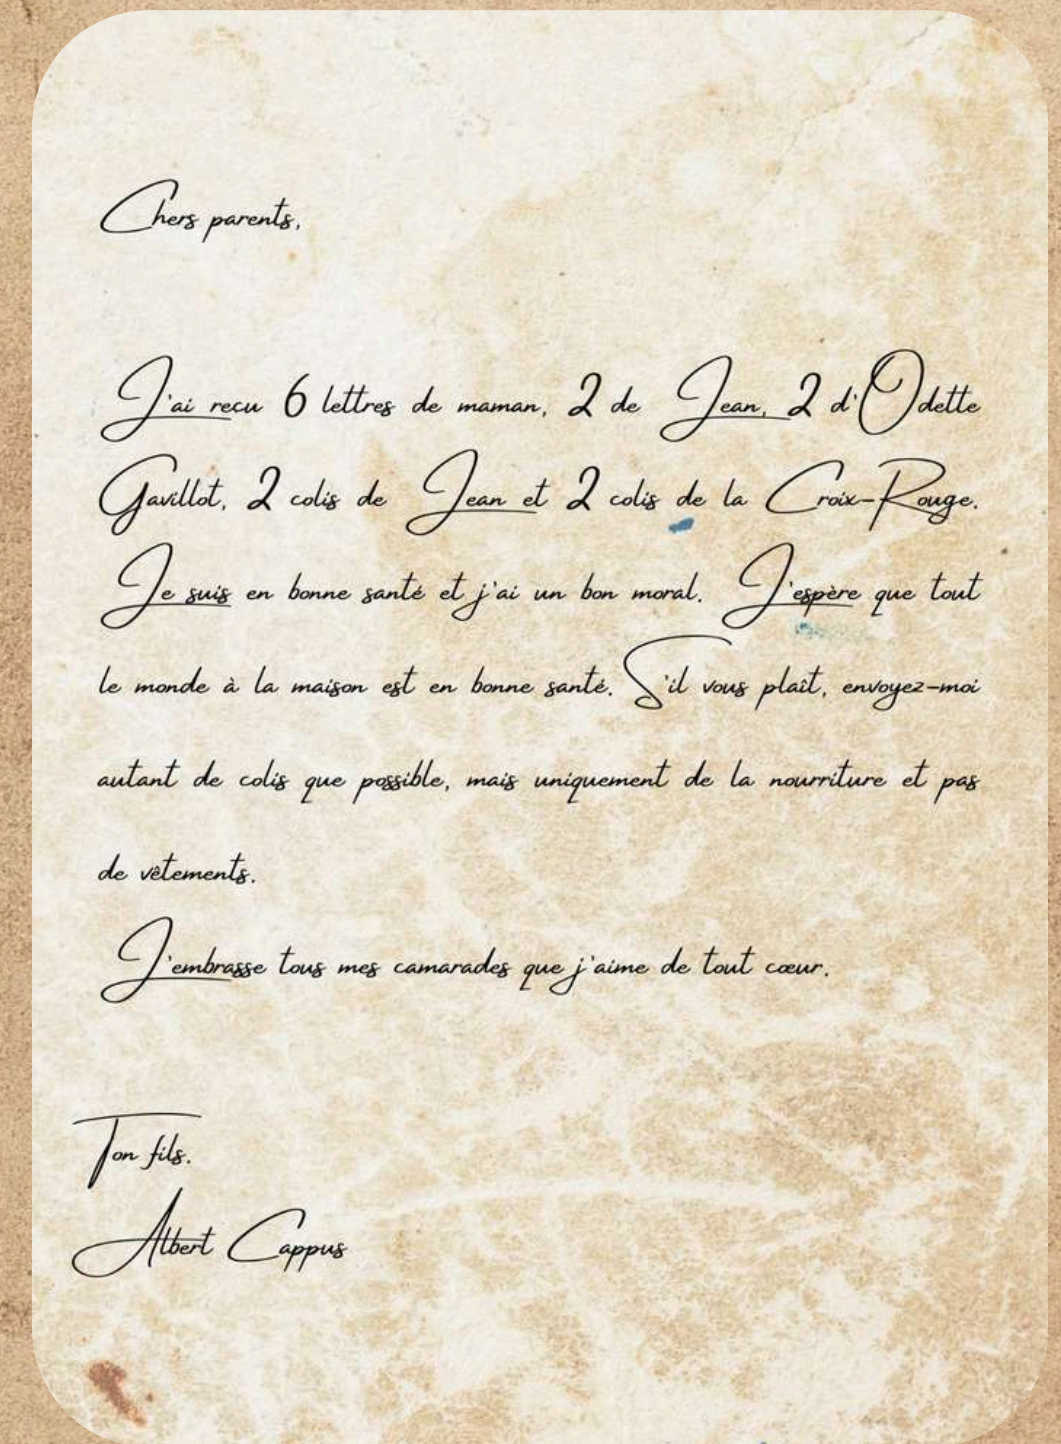 Chers parents,
J'ai recu 6 lettres de maman, 2 de Jean, 2 d'Odette
Gavillot, 2 colis de Jean et 2 colis de la Croix-Rouge.
Je suis en bonne santé et j'ai un bon moral. J'espère que tout
le monde à la maison est en bonne santé. S'il vous plaît, envoyez-moi
autant de colis que possible, mais uniquement de la nourriture et pas
de vêtements.
J'embrasse tous mes camarades que j'aime de tout cœur.
Ton fils.
Albert Cappus